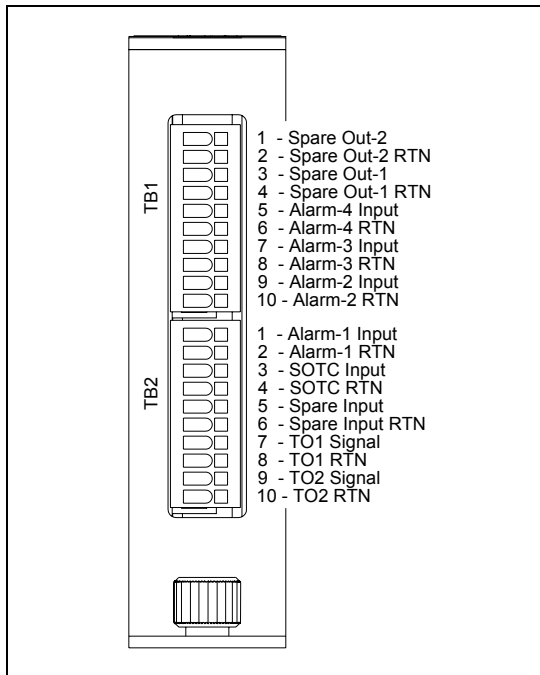 TB1
1 - Spare Out-2
2 - Spare Out-2 RTN
3 - Spare Out-1
4 - Spare Out-1 RTN
5 - Alarm-4 Input
6 - Alarm-4 RTN
7 - Alarm-3 Input
8 - Alarm-3 RTN
9 - Alarm-2 Input
10 - Alarm-2 RTN
TB2
1 - Alarm-1 Input
2 - Alarm-1 RTN
3 - SOTC Input
4 - SOTC RTN
5 - Spare Input
6 - Spare Input RTN
7 - TO1 Signal
8 - TO1 RTN
9 - TO2 Signal
10 - TO2 RTN